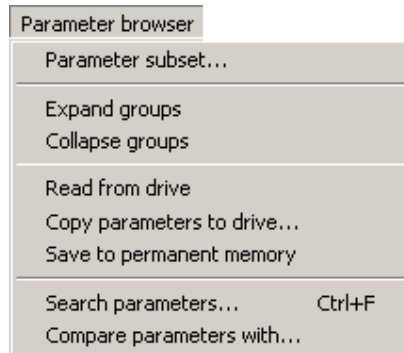 Parameter browser
Parameter subset...
Expand groups
Collapse groups
Read from drive
Copy parameters to drive...
Save to permanent memory
Search parameters... Ctrl+F
Compare parameters with...